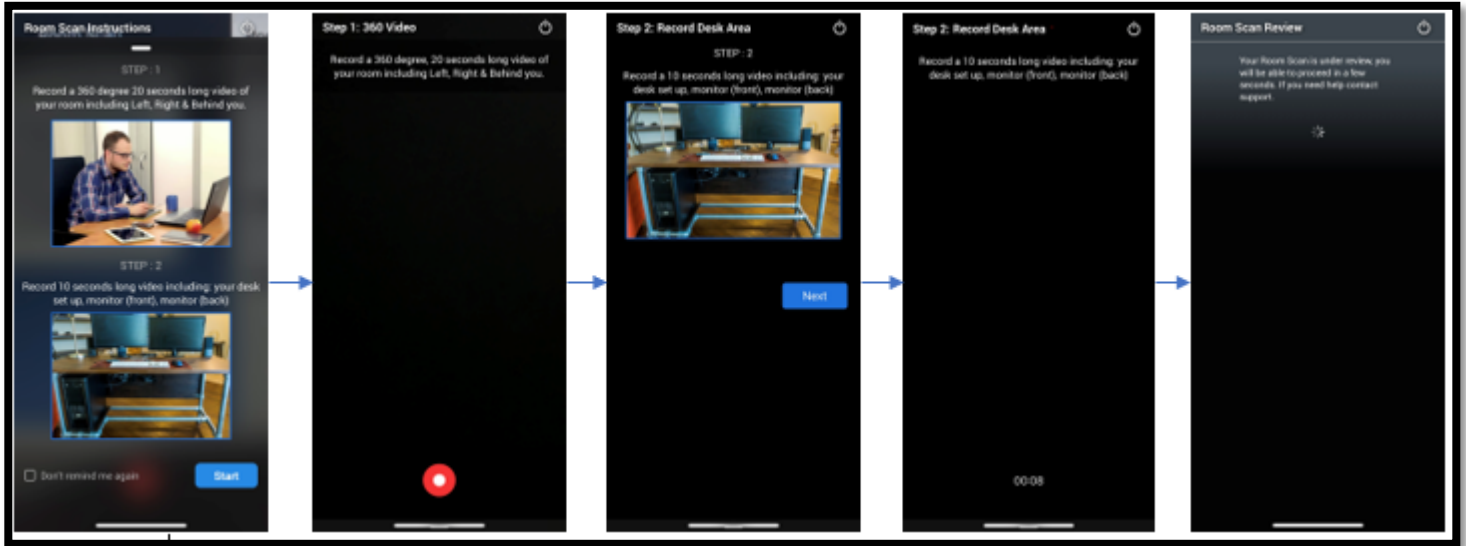 Room Scan Instructions
STEP : 1
Record a 360 degree 20 seconds long video of
your room including Left, Right & Behind you.
STEP : 2
Record 10 seconds long video including: your desk
set up, monitor (front), monitor (back)
Don't remind me again
Start
Step 1: 360 Video
Record a 360 degree, 20 seconds long video of
your room including Left, Right & Behind you.
Step 2: Record Desk Area
STEP : 2
Record a 10 seconds long video including: your
desk set up, monitor (front), monitor (back)
Next
Step 2: Record Desk Area
Record a 10 seconds long video including: your
desk set up, monitor (front), monitor (back)
00:08
Room Scan Review
Your Room Scan is under review, you
will be able to proceed in a few
seconds. If you need help contact
support.